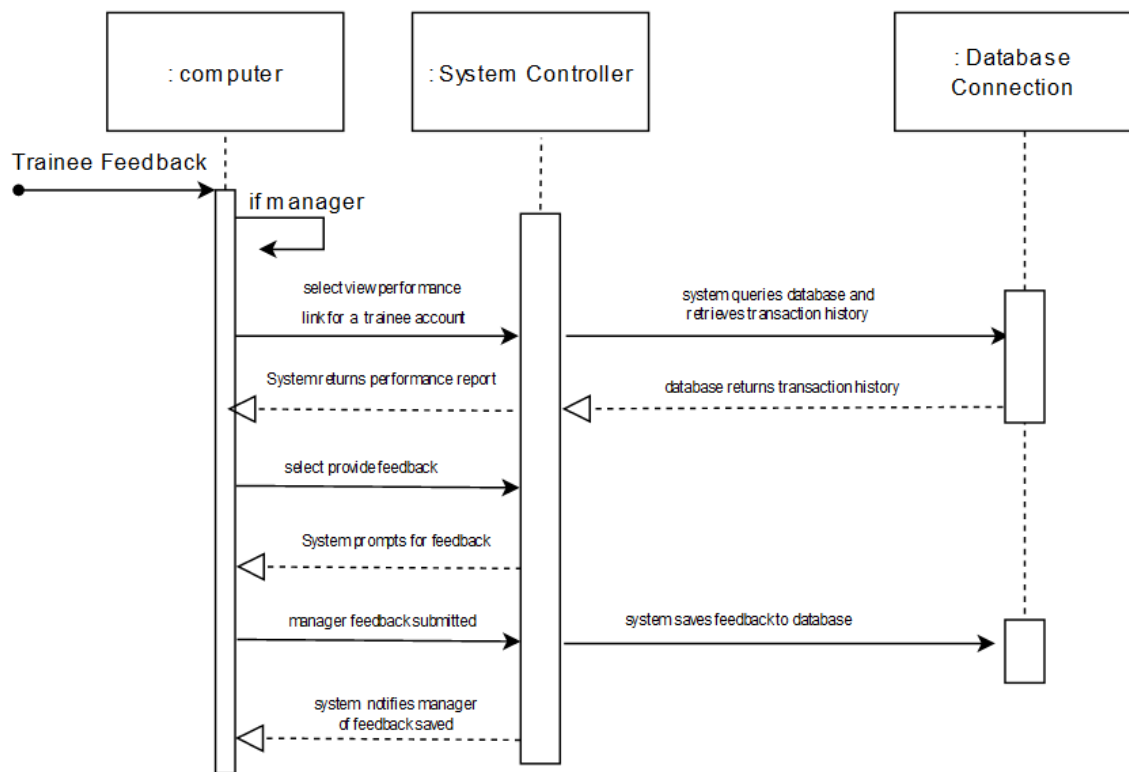 : computer
: System Controller
: Database
Connection
Trainee Feedback
if manager
select view performance
link for a trainee account
system queries database and
retrieves transaction history
System returns performance report
database returns transaction history
select provide feedback
System prompts for feedback
manager feedback submitted
system saves feedback to database
system notifies manager
of feedback saved